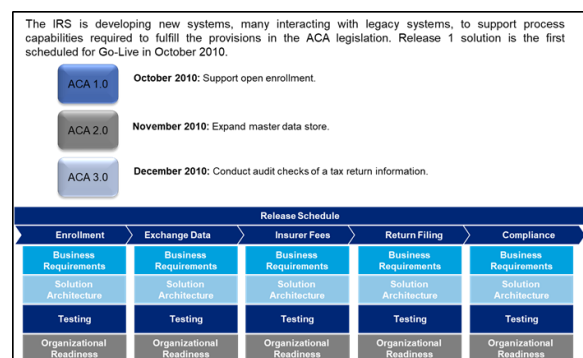 The IRS is developing new systems, many interacting with legacy systems, to support process
capabilities required to fulfill the provisions in the ACA legislation. Release 1 solution is the first
scheduled for Go-Live in October 2010.
ACA 1.0
October 2010: Support open enrollment.
ACA 2.0
November 2010: Expand master data store.
ACA 3.0
December 2010: Conduct audit checks of a tax return information.
Release Schedule
Enrollment Exchange Data Insurer Fees Return Filing Compliance
Business Business Business Business Business
Requirements Requirements Requirements Requirements Requirements
Solution Solution Solution Solution Solution
Architecture Architecture Architecture Architecture Architecture
Testing Testing Testing Testing Testing
Organizational Organizational Organizational Organizational Organizational
Readiness Readiness Readiness Readiness Readiness